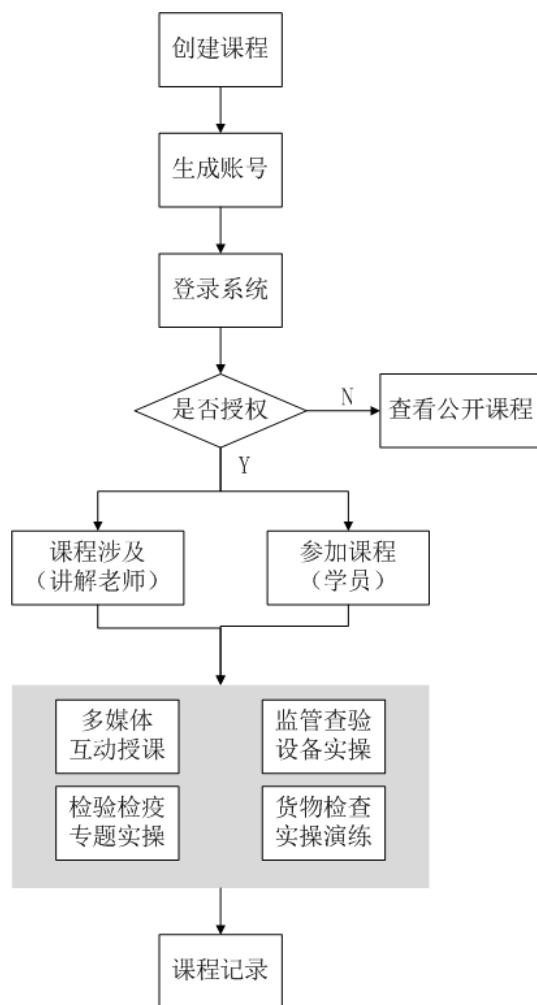 创建课程
生成账号
登录系统
是否授权
N
查看公开课程
Y
课程涉及
（讲解老师）
参加课程
（学员）
多媒体
互动授课
监管查验
设备实操
检验检疫
专题实操
货物检查
实操演练
课程记录